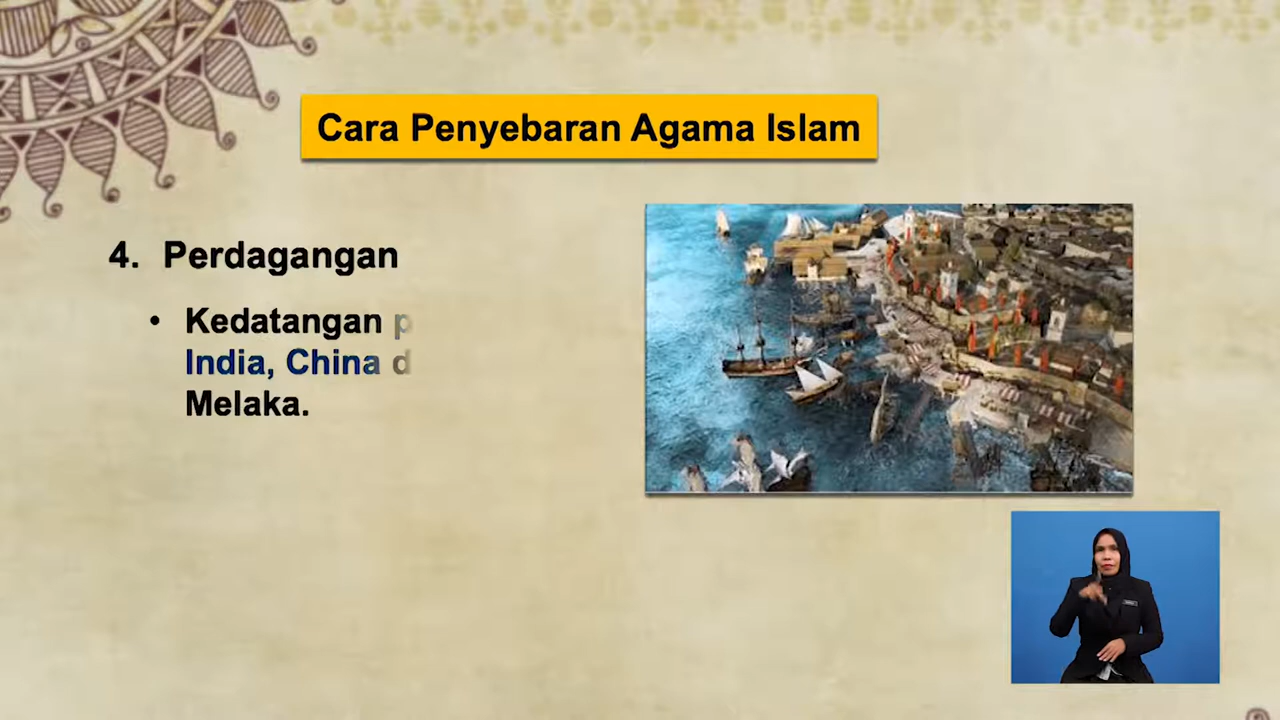 Cara Penyebaran Agama Islam
4. Perdagangan
• Kedatangan
India, China
Melaka.